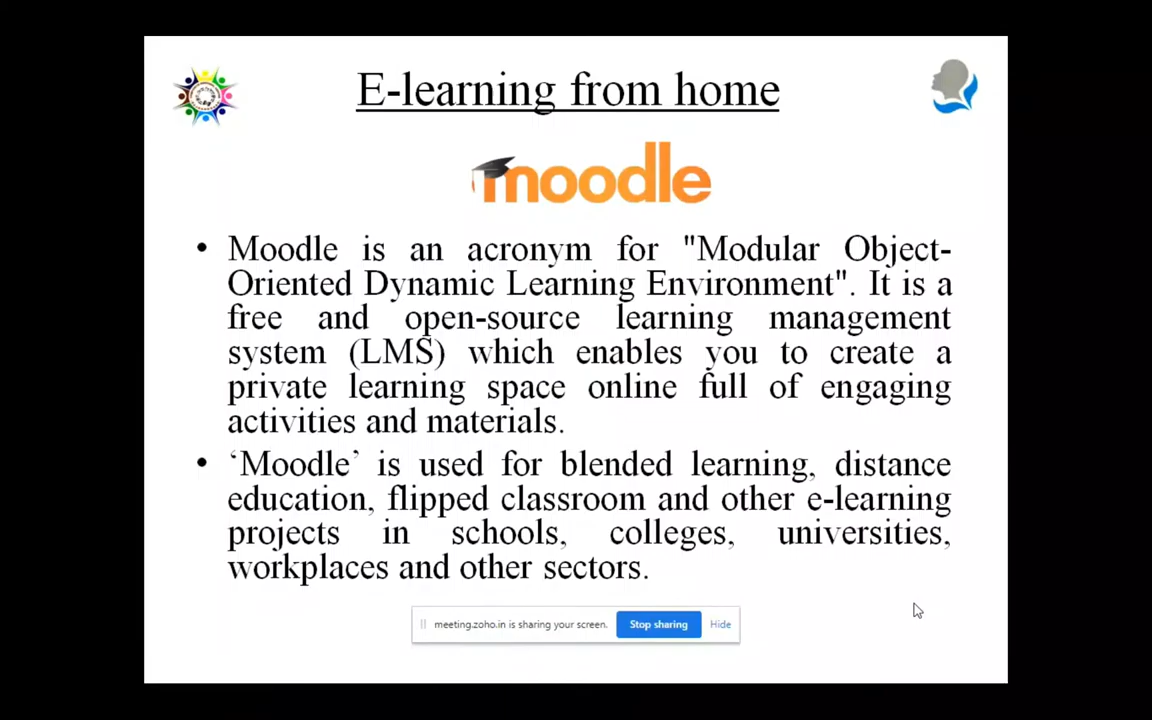 E-learning from home
moodle
• Moodle is an acronym for "Modular Object-
Oriented Dynamic Learning Environment". It is a
free and open-source learning management
system (LMS) which enables you to create a
private learning space online full of engaging
activities and materials.
• ‘Moodle’ is used for blended learning, distance
education, flipped classroom and other e-learning
projects in schools, colleges, universities,
workplaces and other sectors.
meeting.zoho.in is sharing your screen. Stop sharing Hide